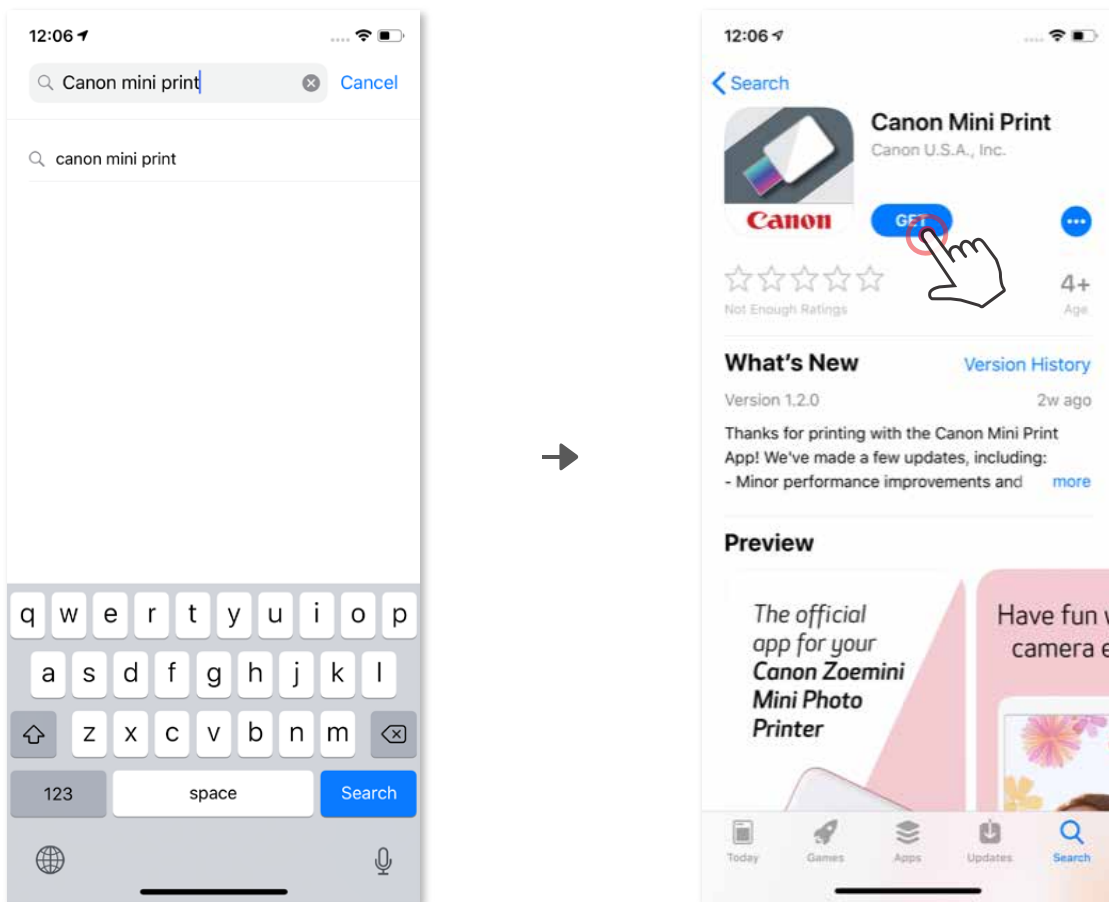 12:06
Canon mini print
Cancel
canon mini print
q w e r t y u i o p
a s d f g h j k l
z x c v b n m
123 space Search
12:06
Search
Canon Mini Print
Canon U.S.A., Inc.
Canon
GET
4+
Not Enough Ratings
Age
What's New Version History
Version 1.2.0 2w ago
Thanks for printing with the Canon Mini Print
App! We've made a few updates, including:
- Minor performance improvements and more
Preview
The official
app for your
Canon Zoemini
Mini Photo
Printer
Have fun
camera e
Today Games Apps Updates Search